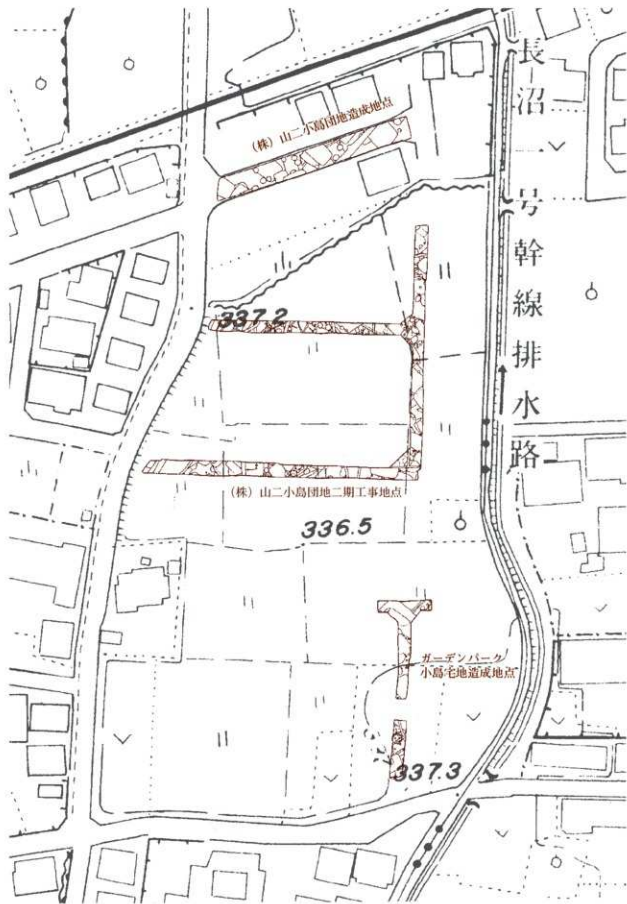 (株)山二小島団地造成地点
長沼一号幹線排水路
337.2
(株)山二小島団地二期工事地点
336.5
ガーデンパーク
小島宅地造成地点
337.3